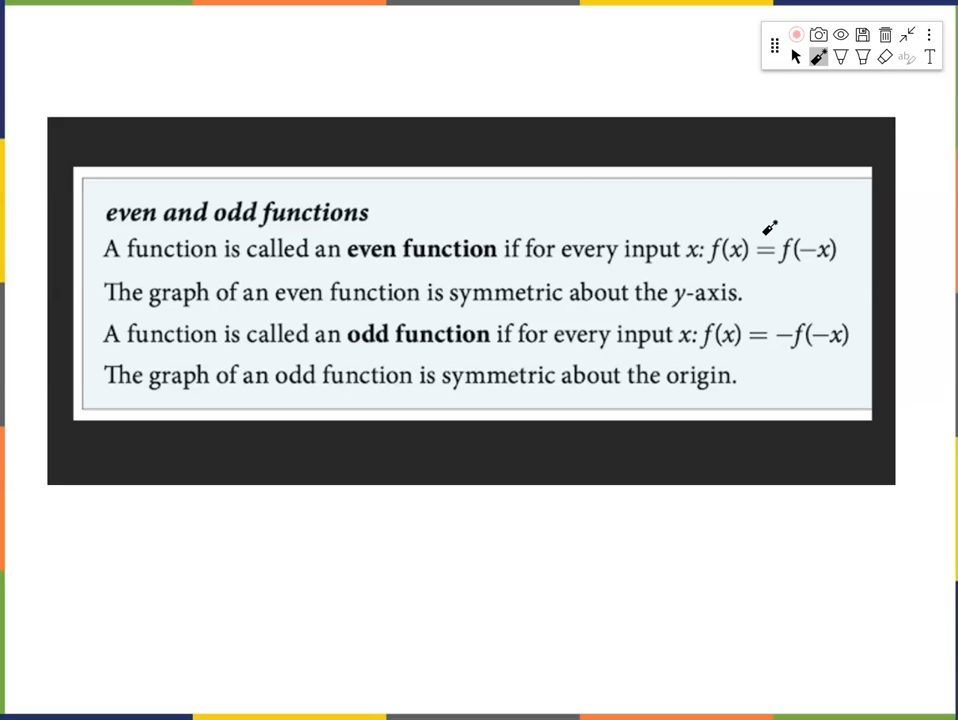 even and odd functions
A function is called an even function if for every input x: f(x) = f(−x)
The graph of an even function is symmetric about the y-axis.
A function is called an odd function if for every input x: f(x) = −f(−x)
The graph of an odd function is symmetric about the origin.
ab
T